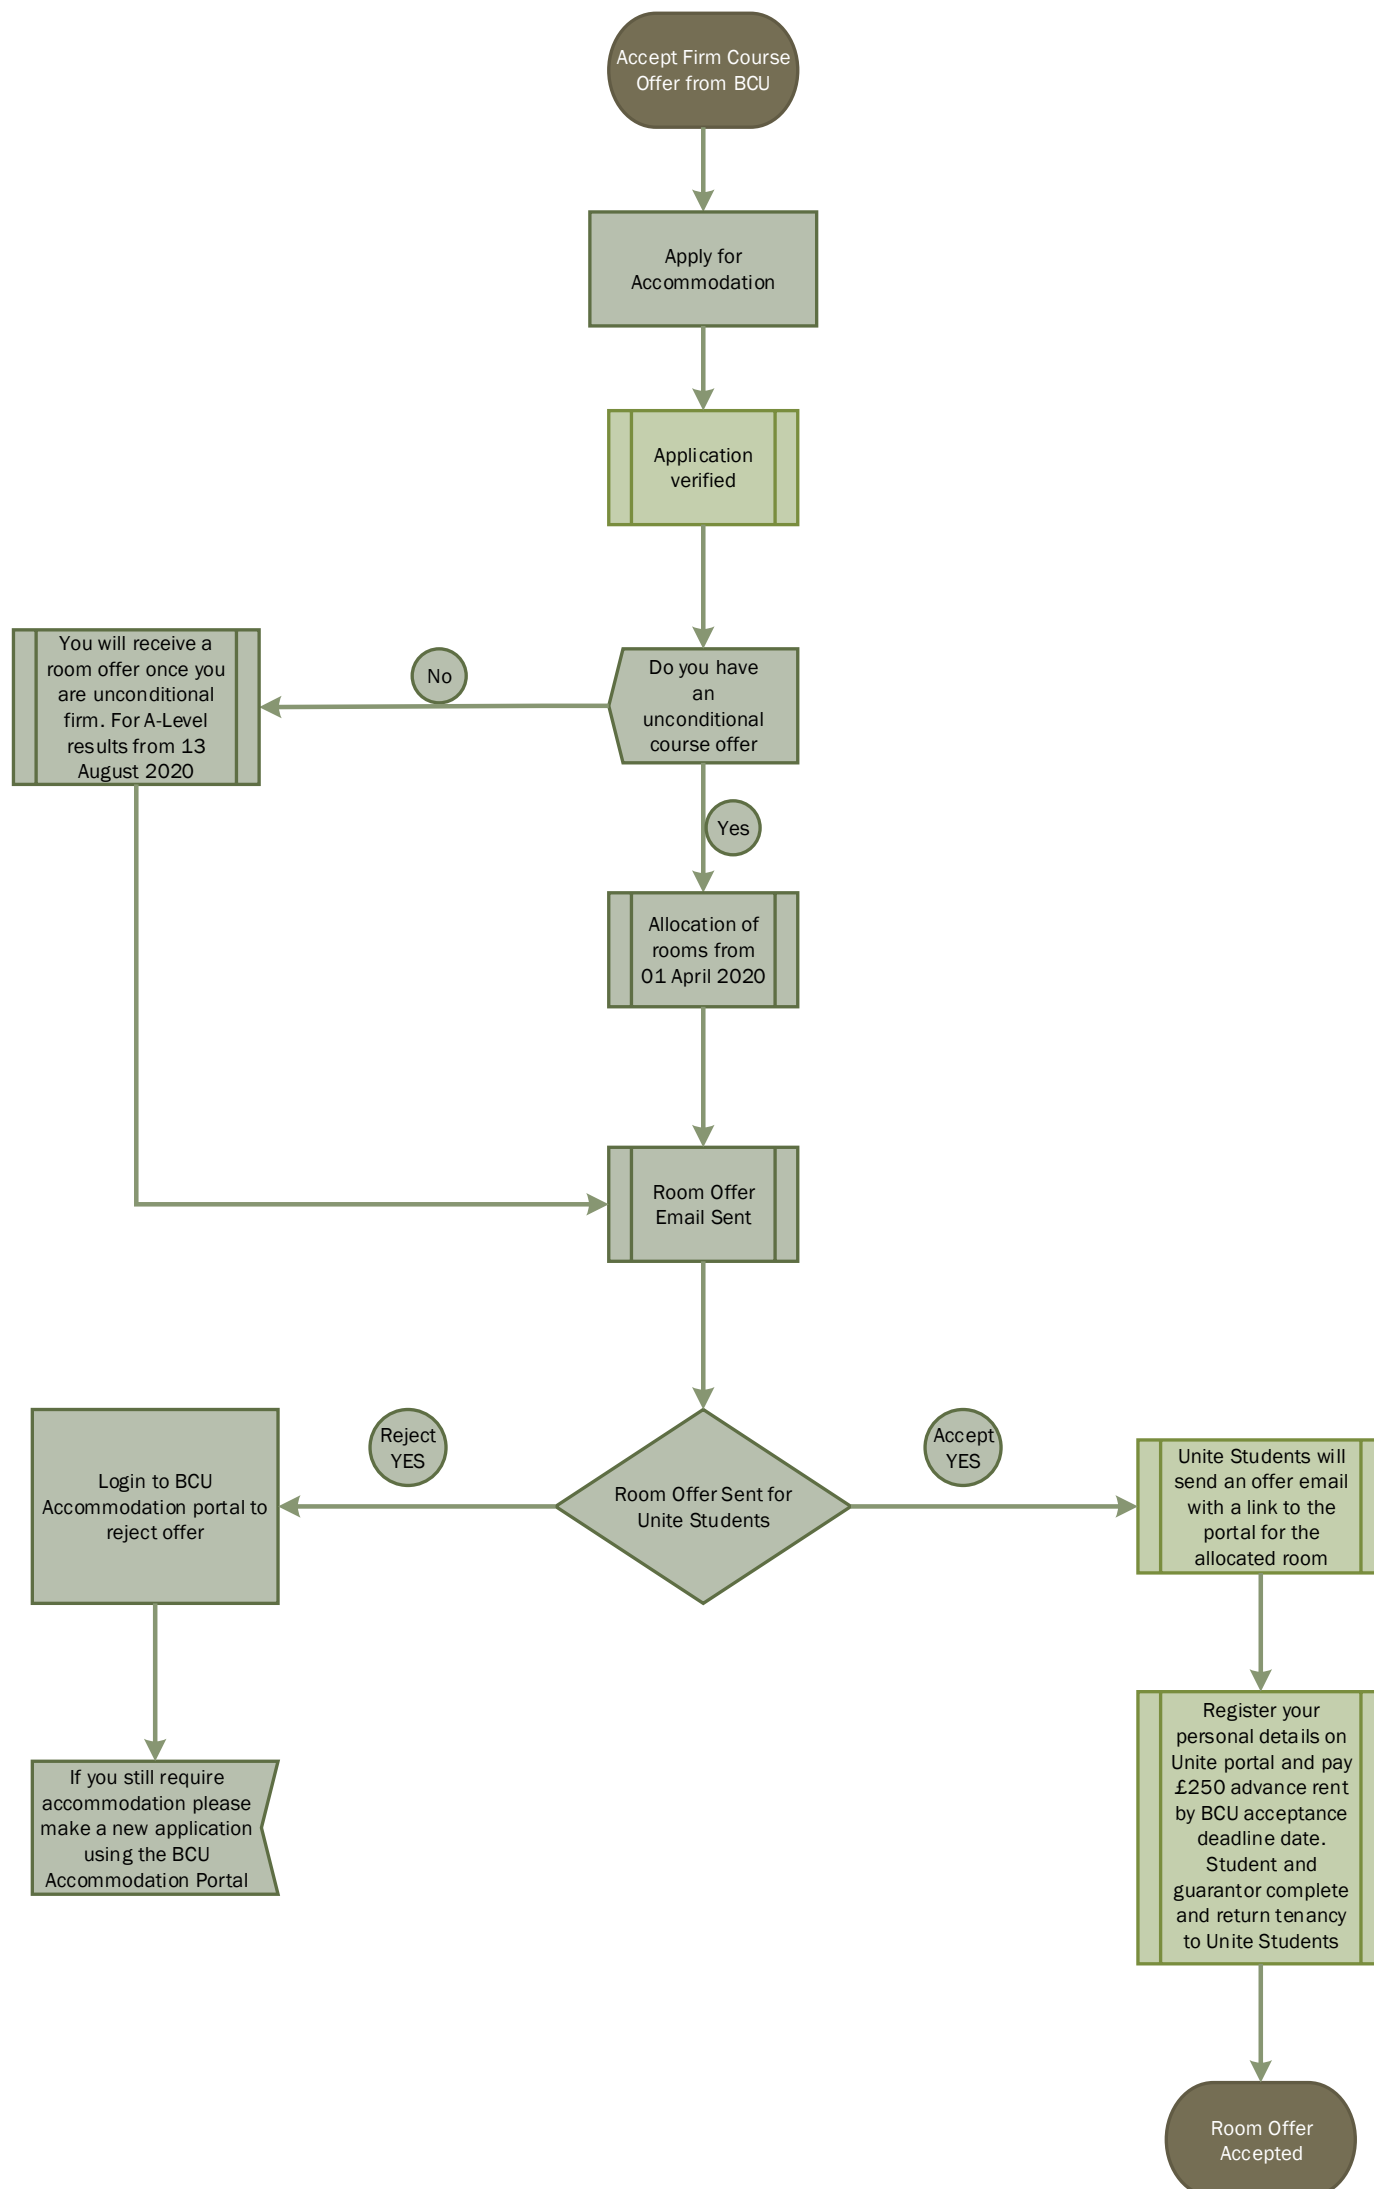 Accept Firm Course
Offer from BCU
Apply for
Accommodation
Application
verified
You will receive a
room offer once you
are unconditional
firm. For A-Level
results from 13
August 2020
No
Do you have
an
unconditional
course offer
Yes
Allocation of
rooms from
01 April 2020
Room Offer
Email Sent
Login to BCU
Accommodation portal to
reject offer
Reject
YES
Room Offer Sent for
Unite Students
Accept
YES
Unite Students will
send an offer email
with a link to the
portal for the
allocated room
If you still require
accommodation please
make a new application
using the BCU
Accommodation Portal
Register your
personal details on
Unite portal and pay
£250 advance rent
by BCU acceptance
deadline date.
Student and
guarantor complete
and return tenancy
to Unite Students
Room Offer
Accepted